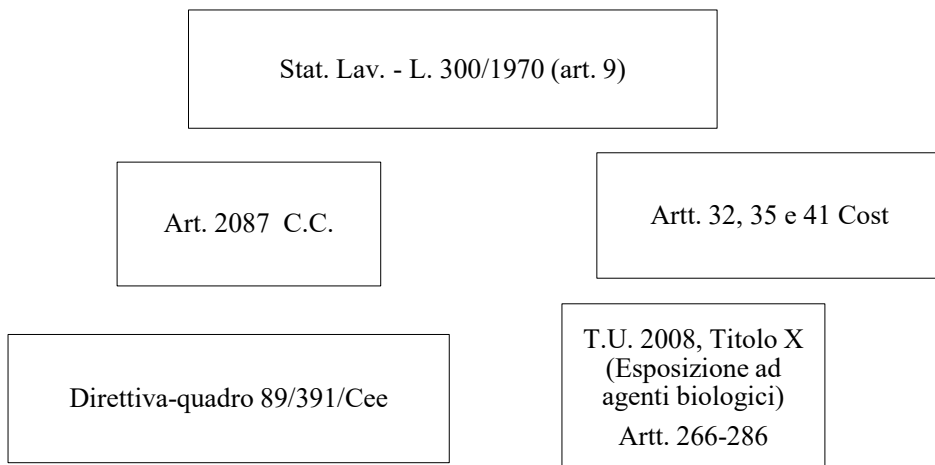 Stat. Lav. - L. 300/1970 (art. 9)
Art. 2087 C.C.
Artt. 32, 35 e 41 Cost
Direttiva-quadro 89/391/Cee
T.U. 2008, Titolo X
(Esposizione ad
agenti biologici)
Artt. 266-286